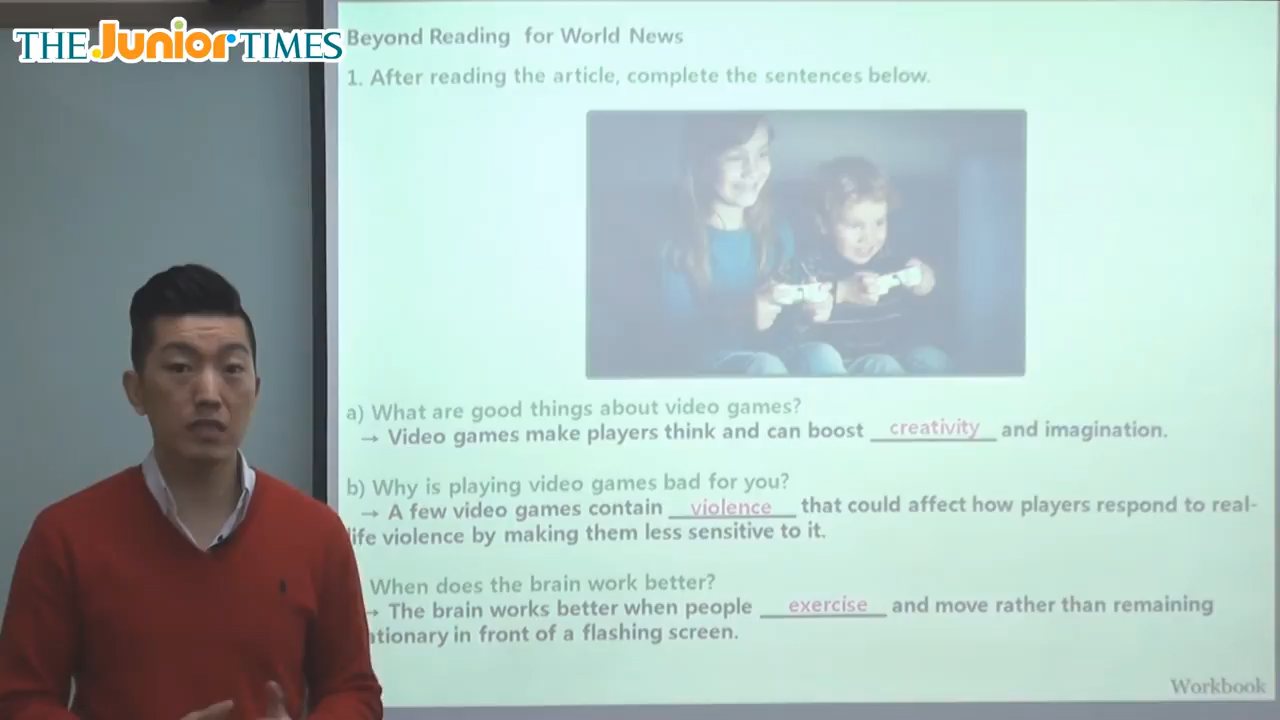 THE Junior TIMES
Beyond Reading for World News
1. After reading the article, complete the sentences below.
a) What are good things about video games?
→ Video games make players think and can boost creativity and imagination.
b) Why is playing video games bad for you?
→ A few video games contain violence that could affect how players respond to real-
life violence by making them less sensitive to it.
When does the brain work better?
→ The brain works better when people exercise and move rather than remaining
tionary in front of a flashing screen.
Workbook